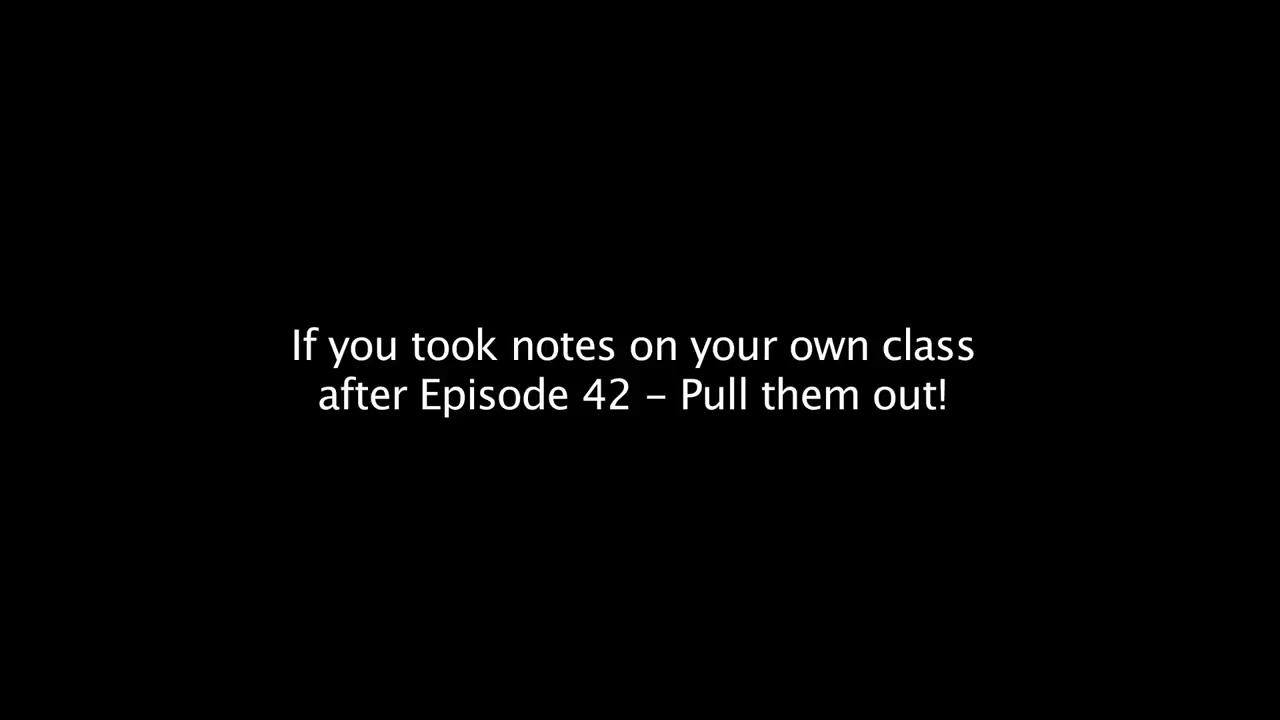 If you took notes on your own class
after Episode 42 – Pull them out!